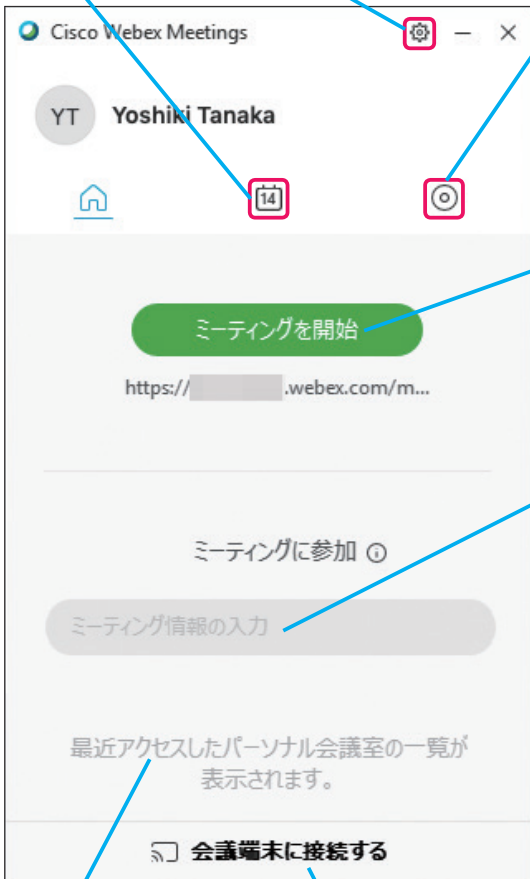 Cisco Webex Meetings
YT
Yoshiki Tanaka
14
ミーティングを開始
https:// .webex.com/m...
ミーティングに参加
ミーティング情報の入力
最近アクセスしたパーソナル会議室の一覧が
表示されます。
会議端末に接続する